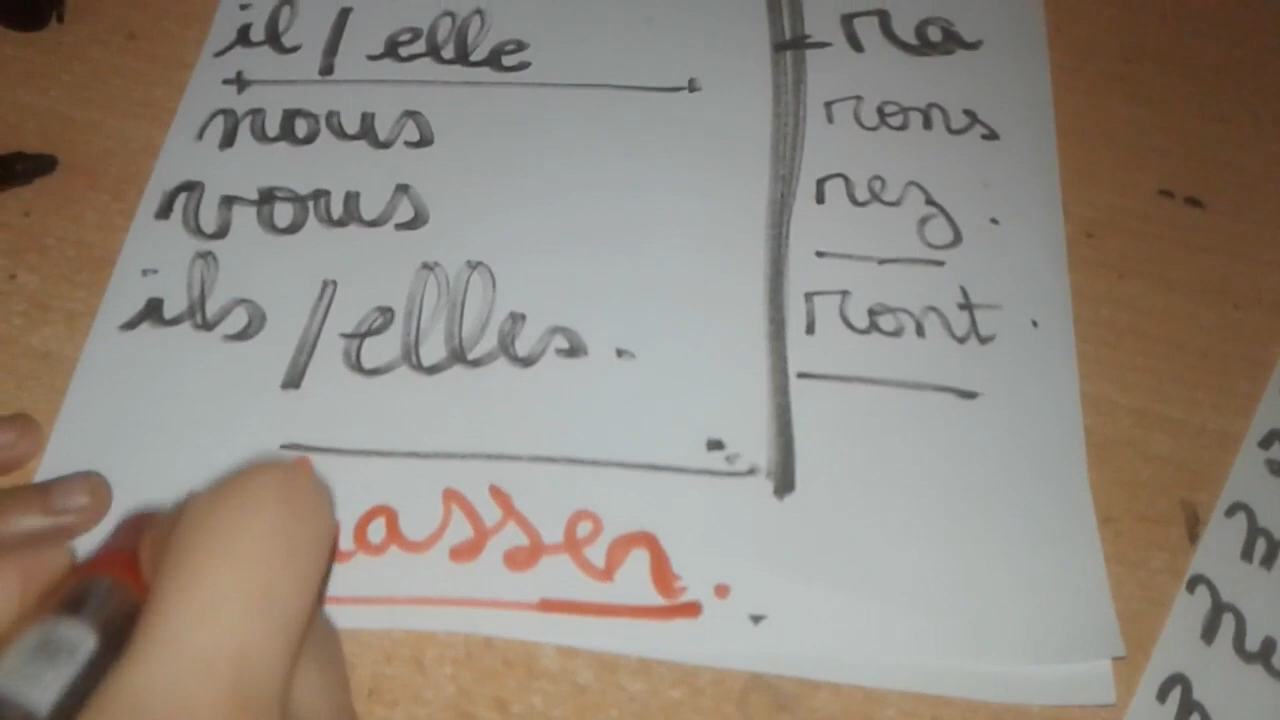 il / elle -ra
nous rons
vous rez.
ils / elles. ront.